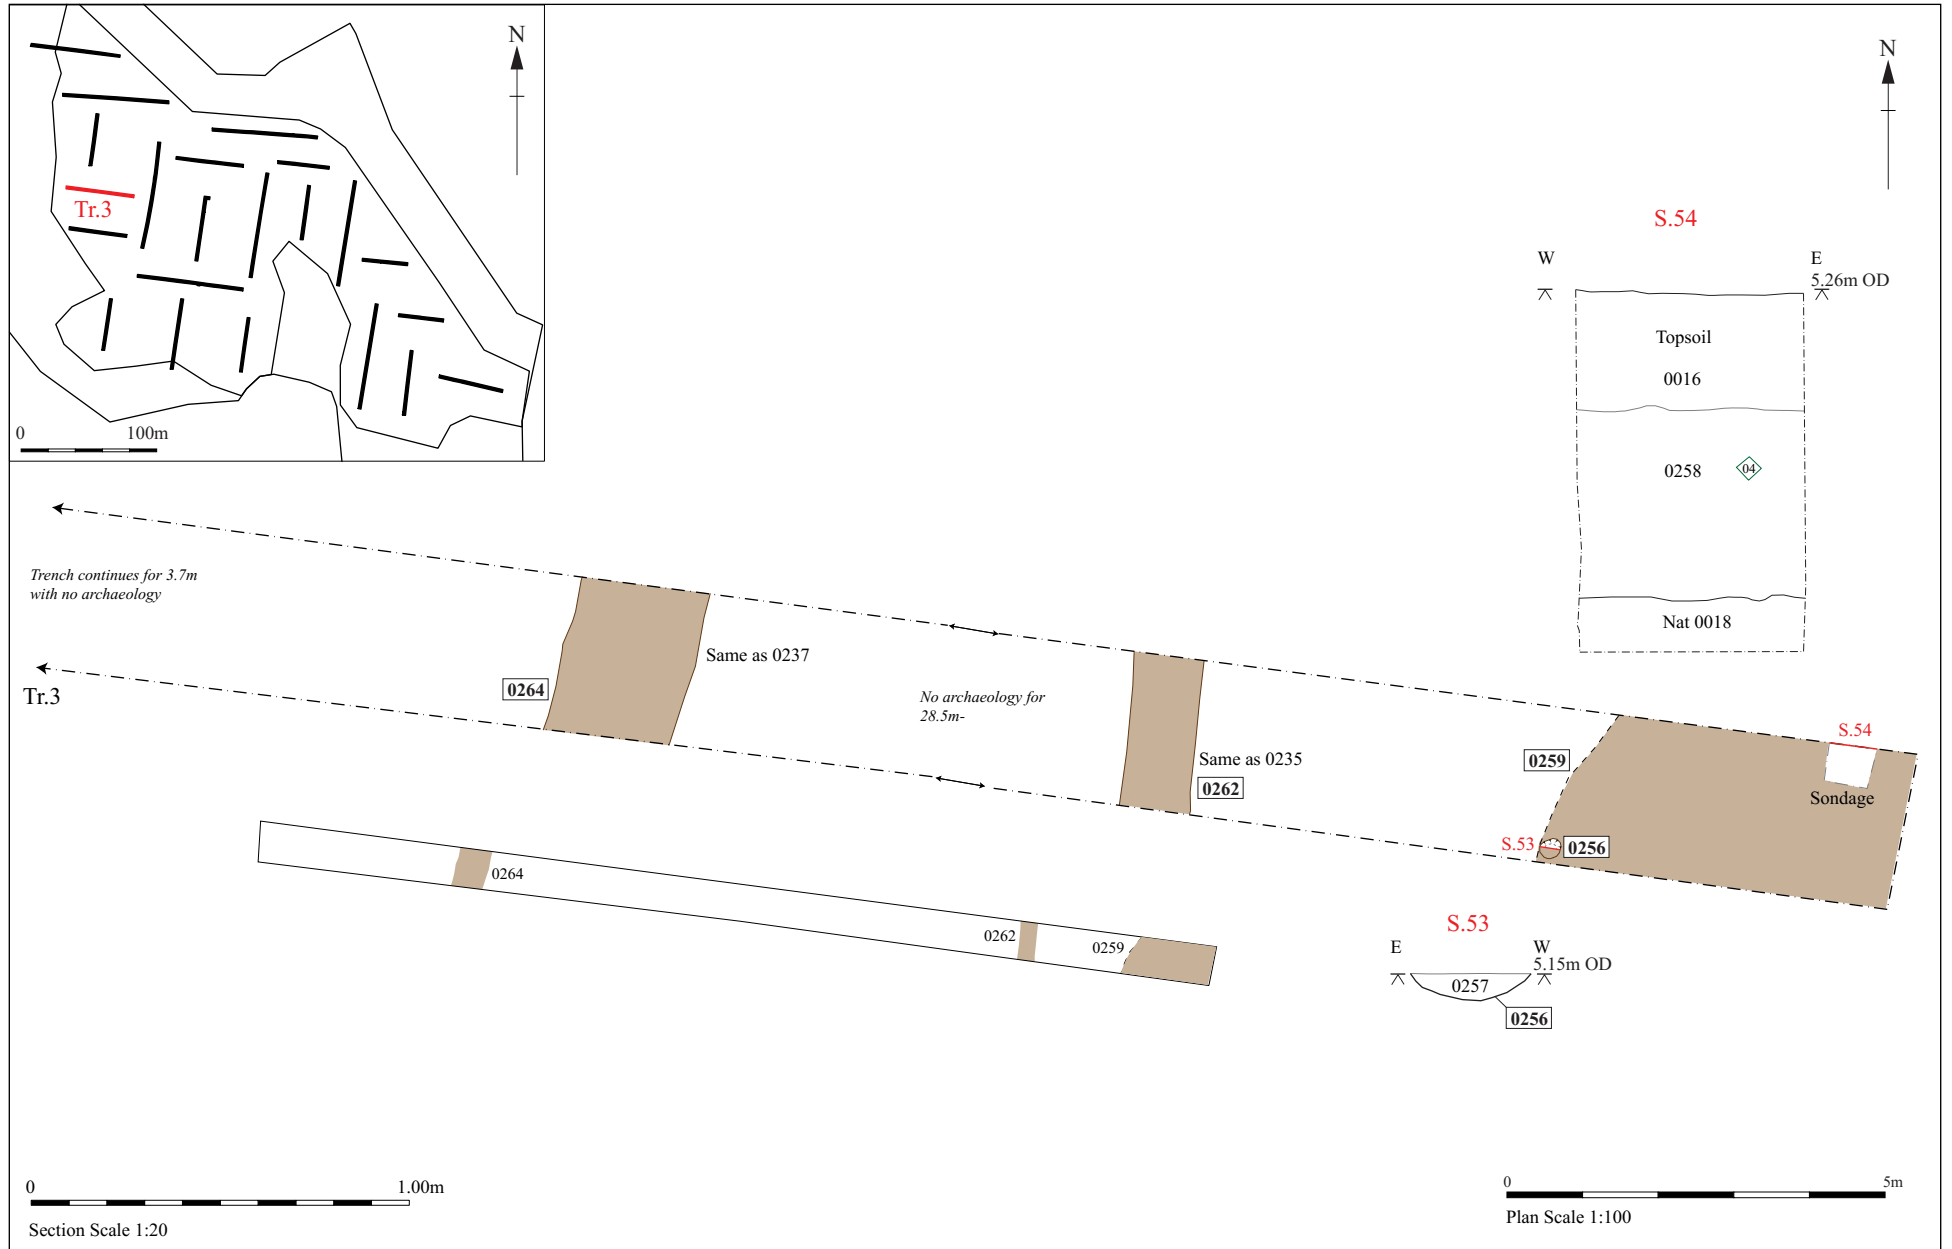 N
Tr.3
0
100m
N
S.54
W
E
5.26m OD
Topsoil
0016
0258
04
Nat 0018
Trench continues for 3.7m
with no archaeology
Tr.3
0264
Same as 0237
No archaeology for
28.5m-
Same as 0235
0262
0259
S.54
Sondage
S.53
0256
0264
0262
0259
S.53
E
W
5.15m OD
0257
0256
0
1.00m
Section Scale 1:20
0
5m
Plan Scale 1:100